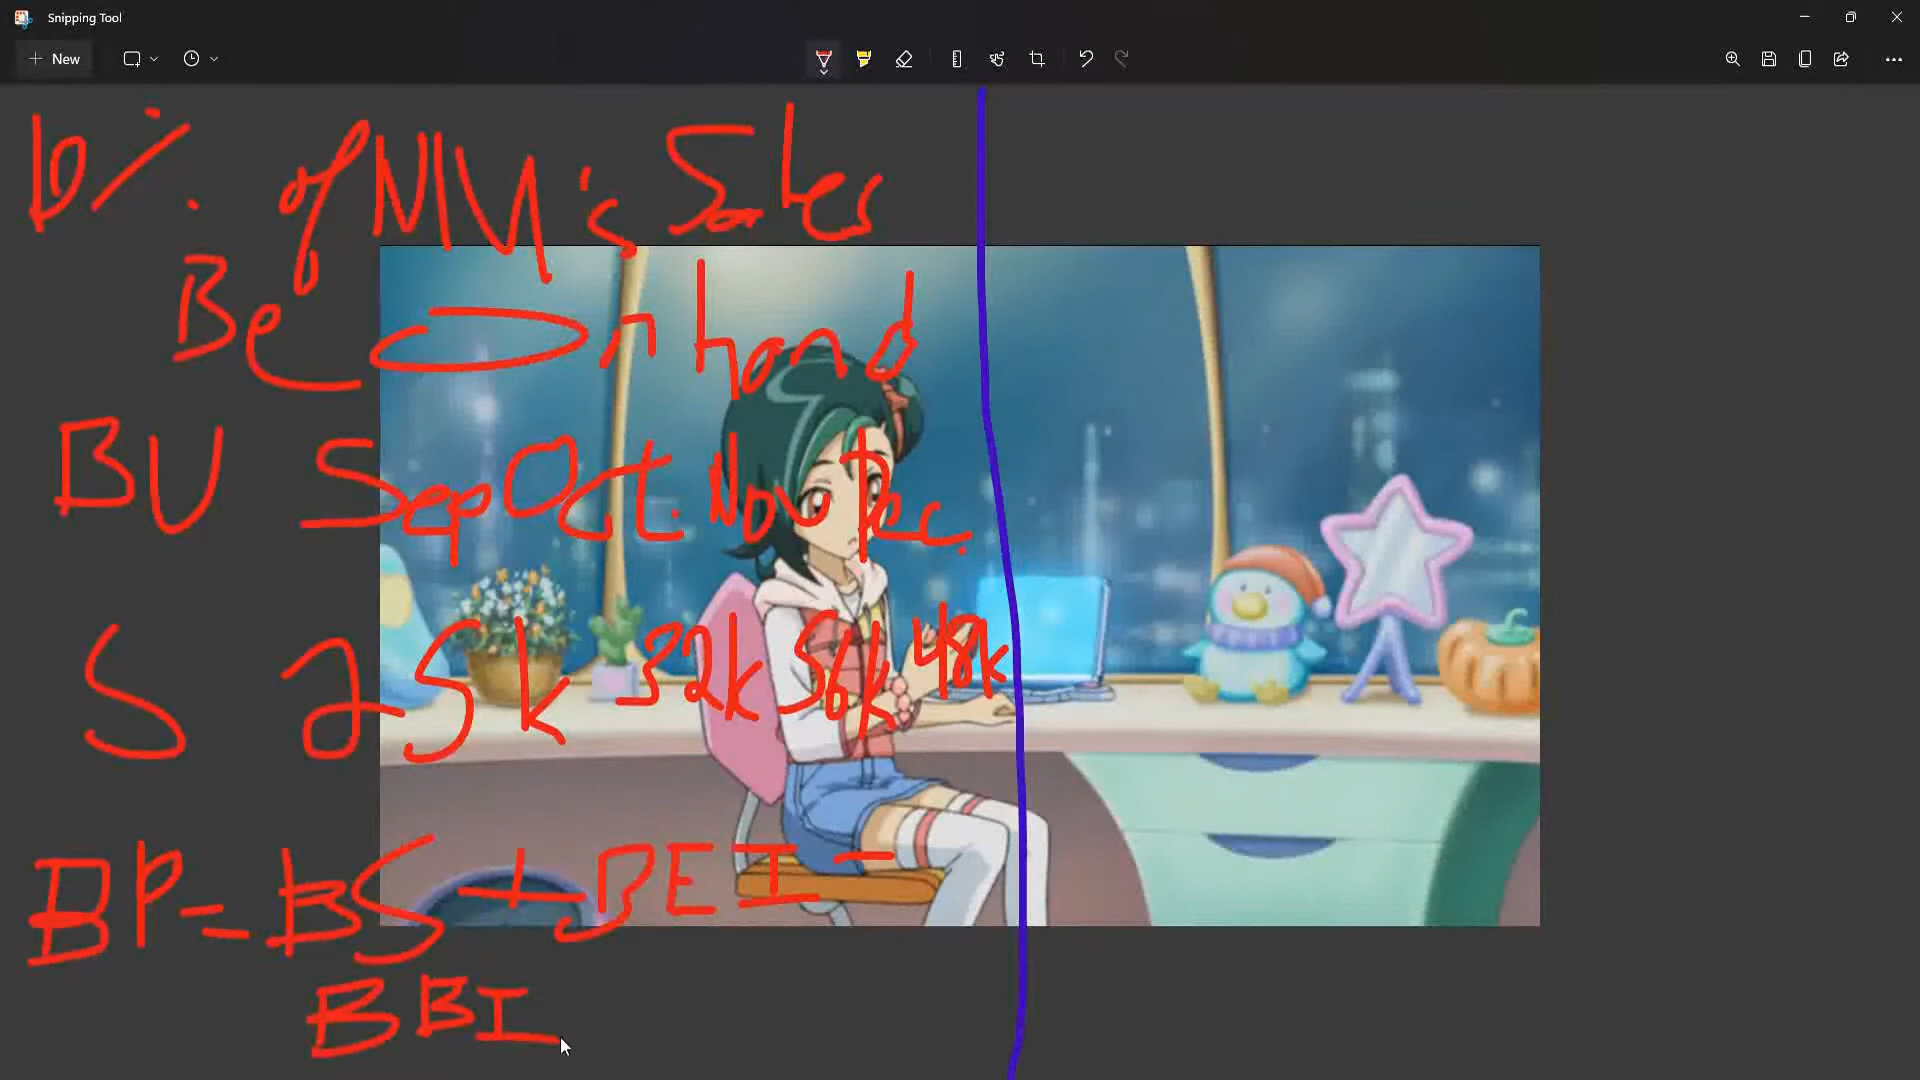 Snipping Tool
New
10% of NM's Sales
Be On hand
BU Sep Oct. Nov Dec.
S 25k 32k 56k 48k
BP = BS + BEI -
BBI